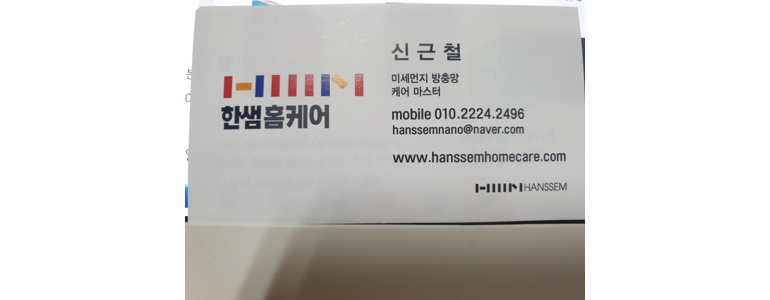 한샘홈케어
신근철
미세먼지 방충망
케어 마스터
mobile 010.2224.2496
hanssemnano@naver.com
www.hanssemhomecare.com
HANSSEM